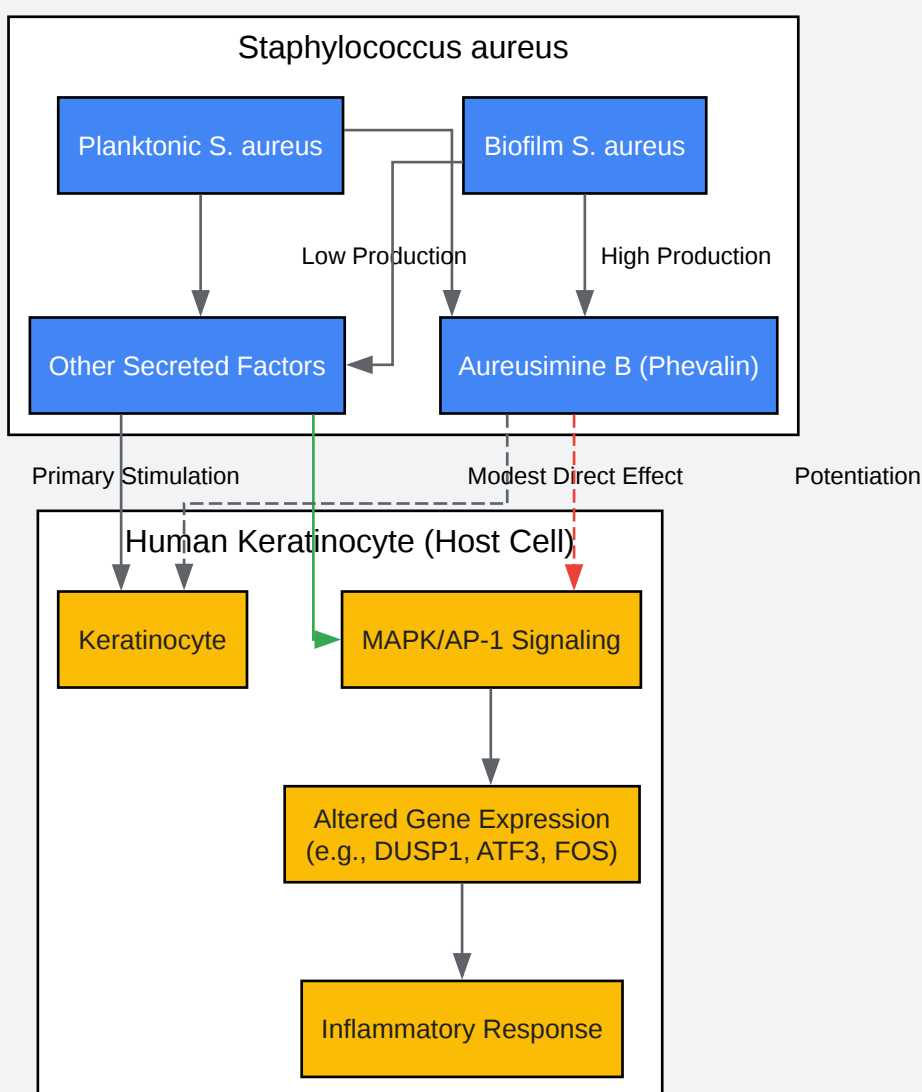 Staphylococcus aureus
Planktonic S. aureus
Biofilm S. aureus
Low Production
High Production
Other Secreted Factors
Aureusimine B (Phevalin)
Primary Stimulation
Modest Direct Effect
Potentiation
Human Keratinocyte (Host Cell)
Keratinocyte
MAPK/AP-1 Signaling
Altered Gene Expression
(e.g., DUSP1, ATF3, FOS)
Inflammatory Response